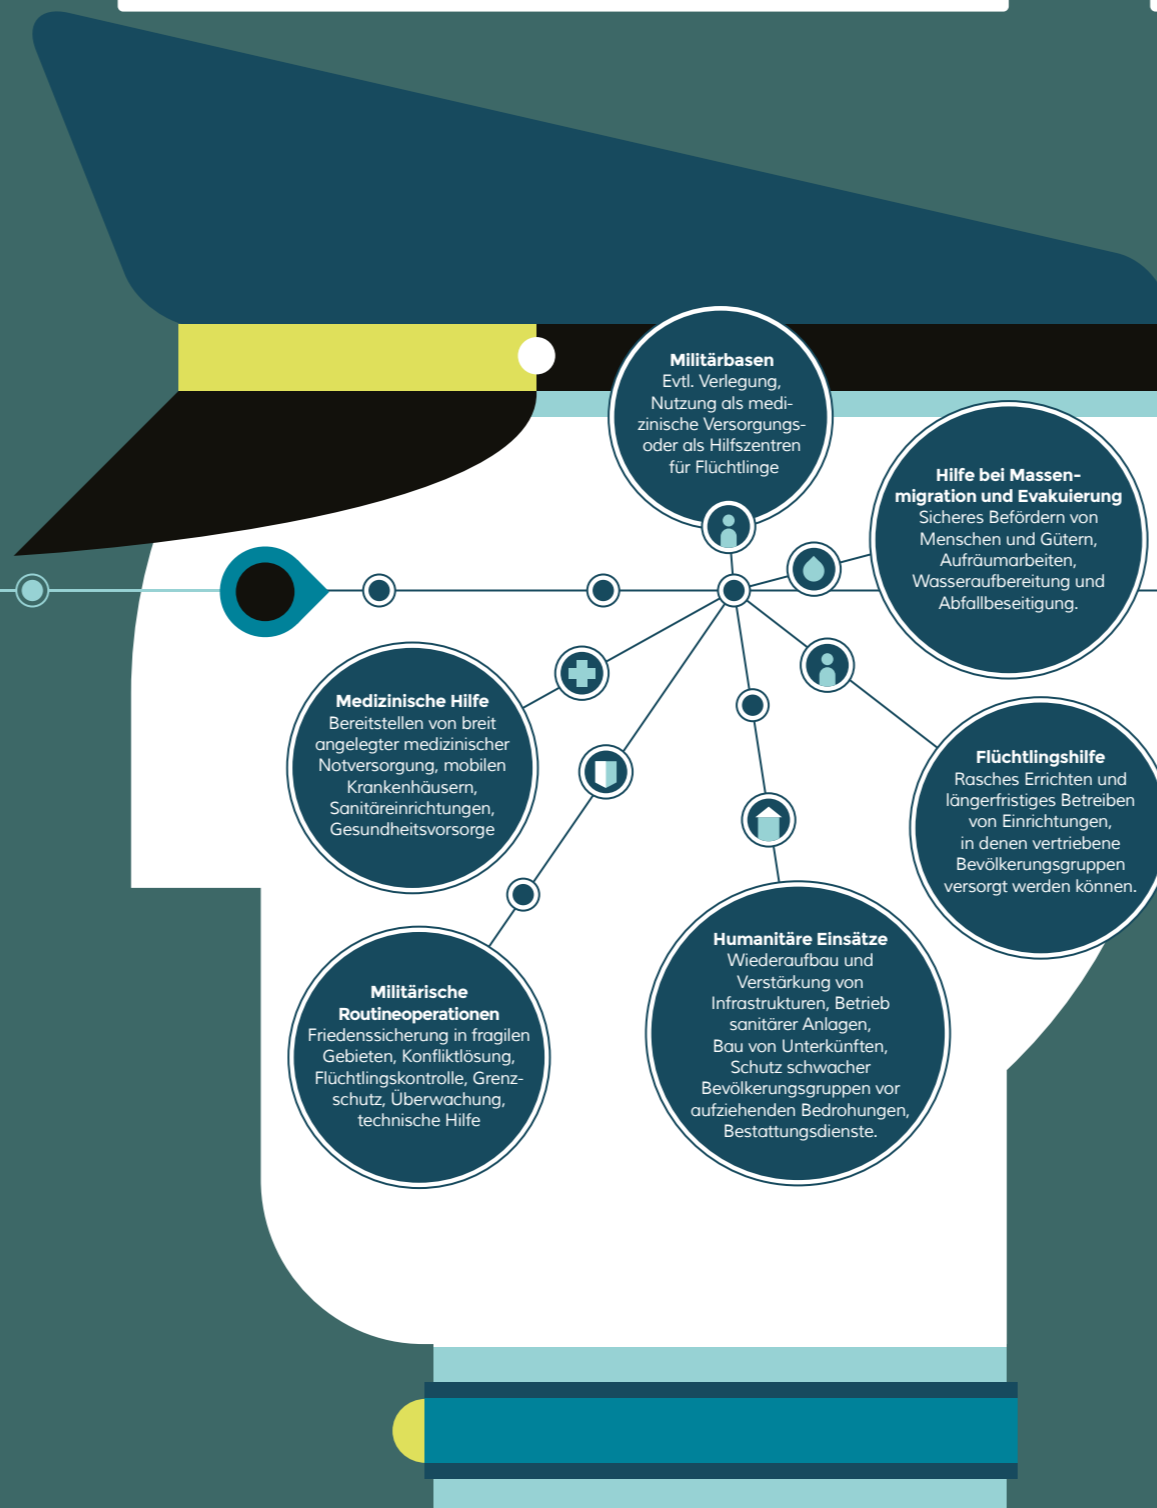 Militärbasen
Evtl. Verlegung,
Nutzung als medi-
zinische Versorgungs-
oder als Hilfszentren
für Flüchtlinge
Hilfe bei Massen-
migration und Evakuierung
Sicheres Befördern von
Menschen und Gütern,
Aufräumarbeiten,
Wasseraufbereitung und
Abfallbeseitigung.
Medizinische Hilfe
Bereitstellen von breit
angelegter medizinischer
Notversorgung, mobilen
Krankenhäusern,
Sanitäreinrichtungen,
Gesundheitsvorsorge
Flüchtlingshilfe
Rasches Errichten und
längerfristiges Betreiben
von Einrichtungen,
in denen vertriebene
Bevölkerungsgruppen
versorgt werden können.
Militärische
Routineoperationen
Friedenssicherung in fragilen
Gebieten, Konfliktlösung,
Flüchtlingskontrolle, Grenz-
schutz, Überwachung,
technische Hilfe
Humanitäre Einsätze
Wiederaufbau und
Verstärkung von
Infrastrukturen, Betrieb
sanitärer Anlagen,
Bau von Unterkünften,
Schutz schwacher
Bevölkerungsgruppen vor
aufziehenden Bedrohungen,
Bestattungsdienste.